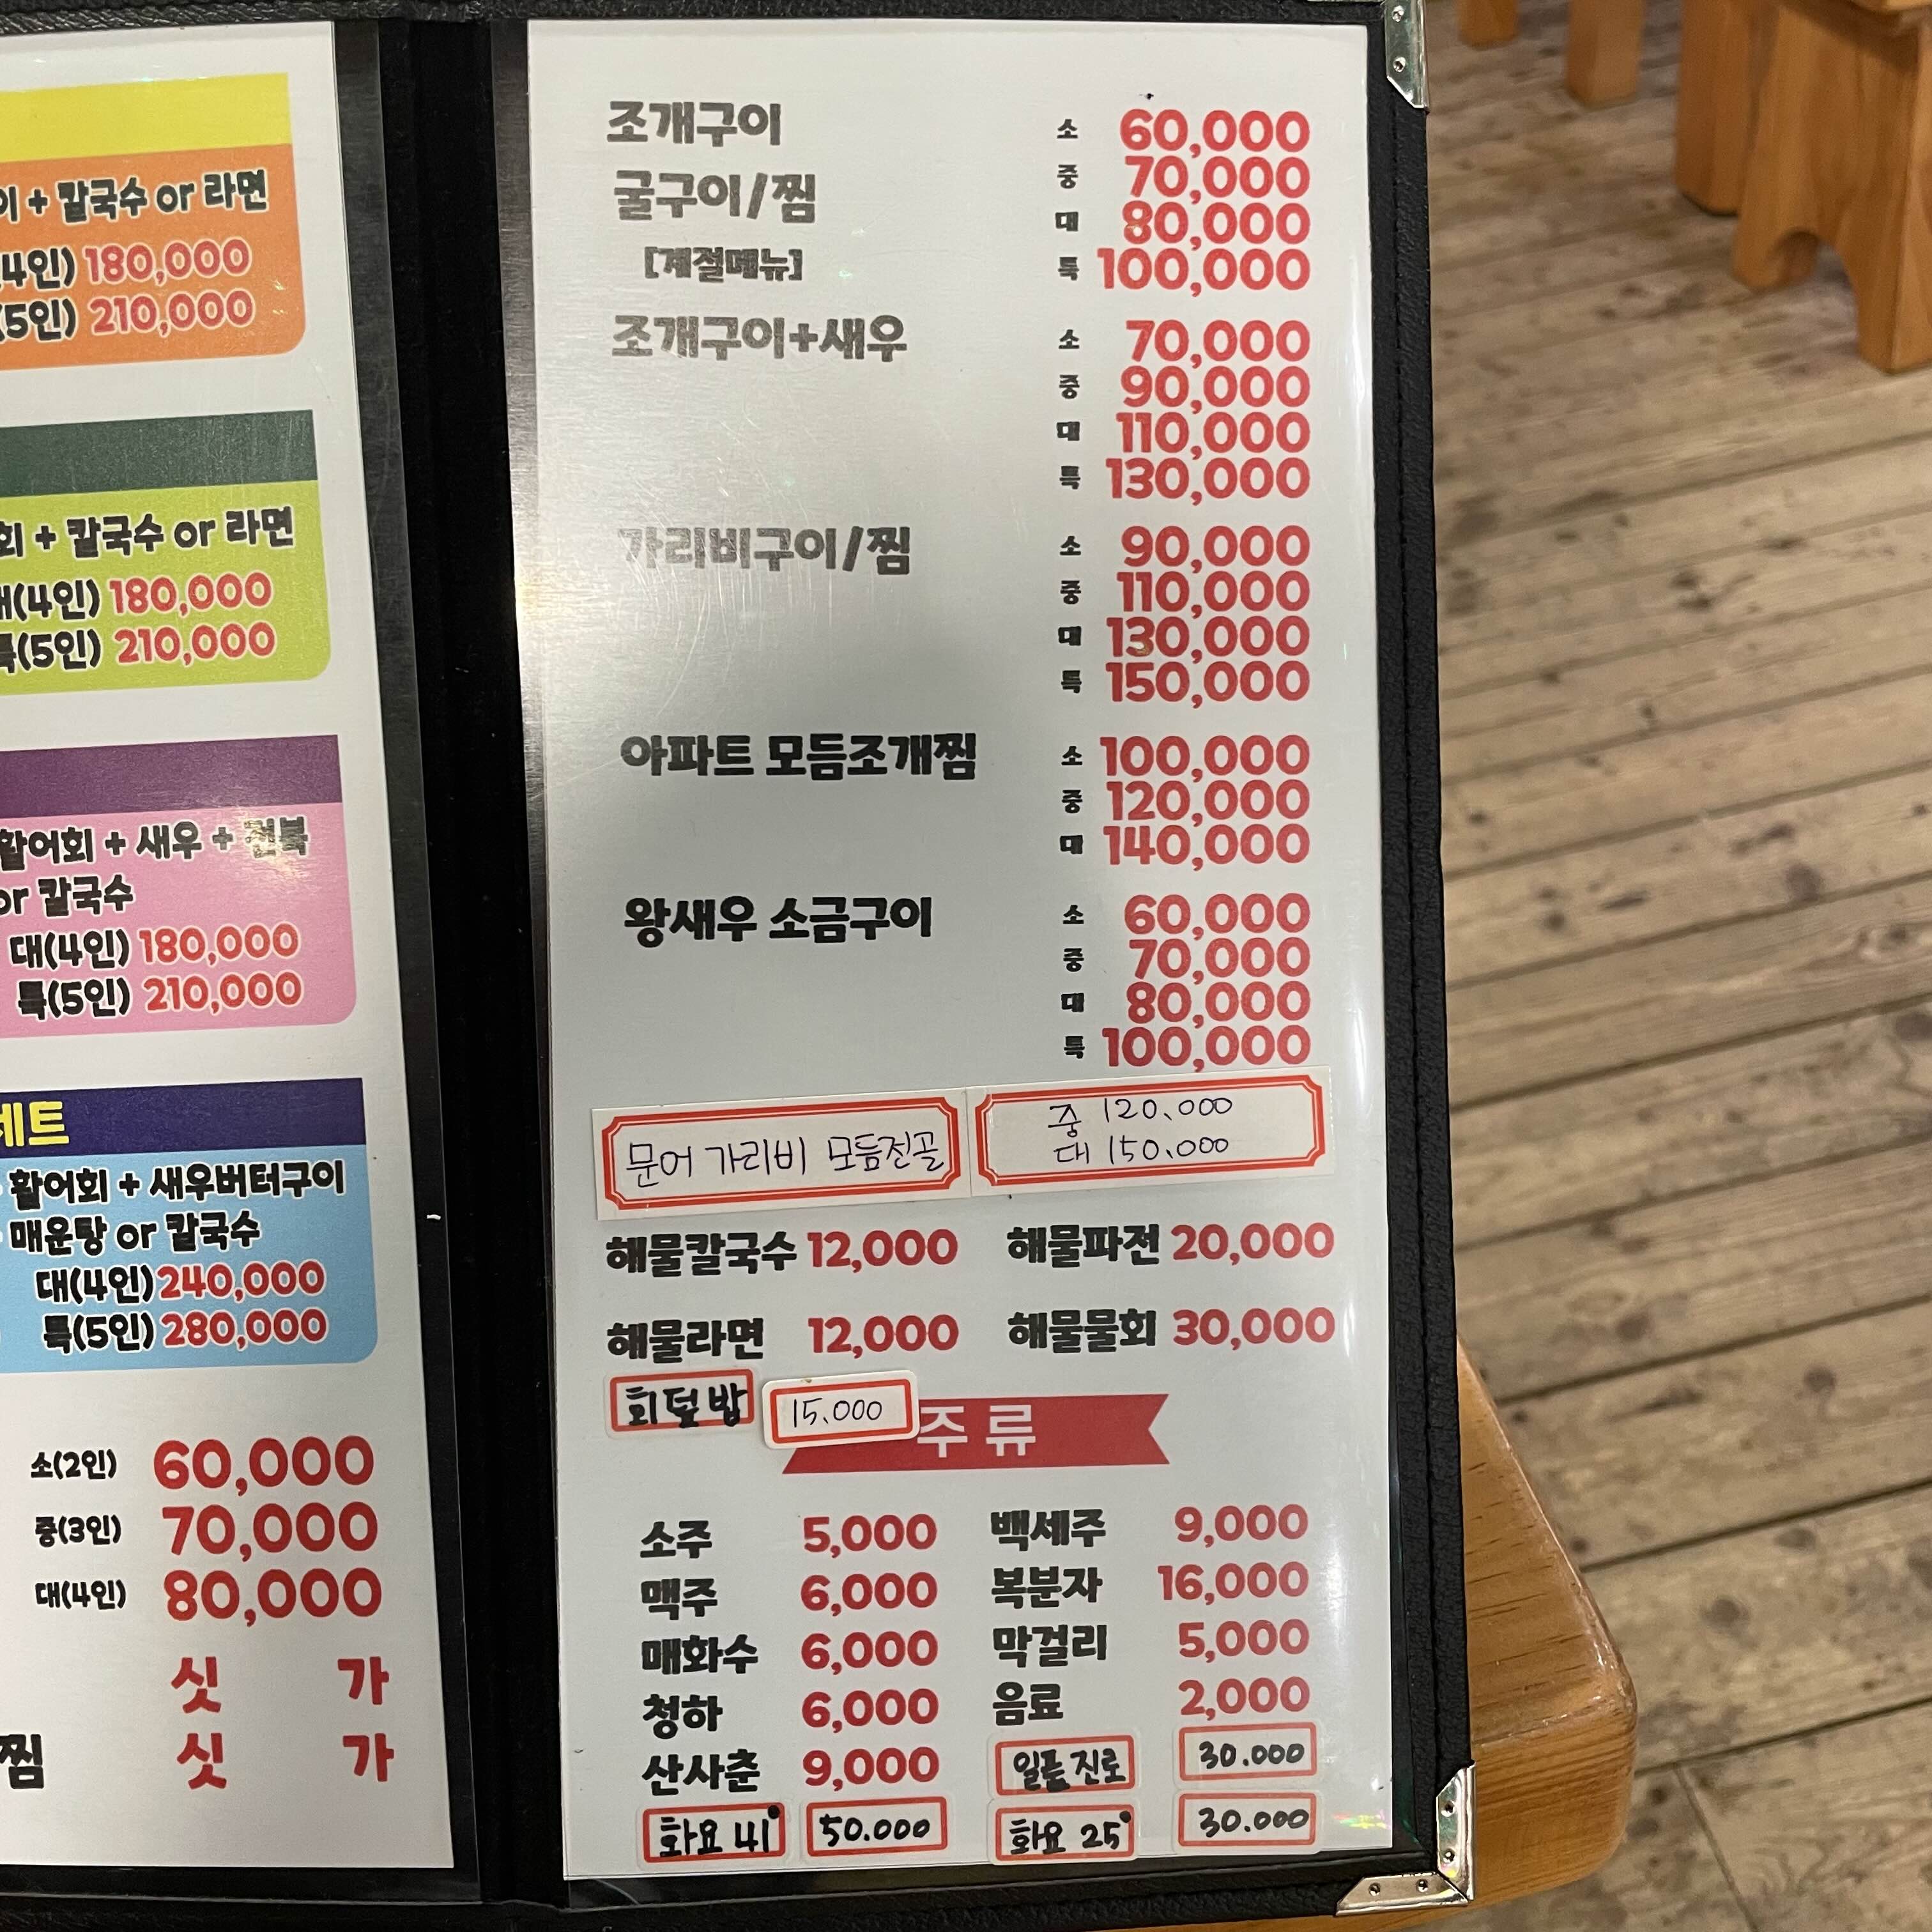 이 + 칼국수 or 라면
(4인) 180,000
(5인) 210,000
회 + 칼국수 or 라면
대(4인) 180,000
특(5인) 210,000
활어회 + 새우 + 전복
or 칼국수
대(4인) 180,000
특(5인) 210,000
세트
활어회 + 새우버터구이
매운탕 or 칼국수
대(4인) 240,000
특(5인) 280,000
소(2인) 60,000
중(3인) 70,000
대(4인) 80,000
싯 가
찜 싯 가
조개구이 소 60,000
중 70,000
굴구이/찜 대 80,000
[계절메뉴] 특 100,000
조개구이+새우 소 70,000
중 90,000
대 110,000
특 130,000
가리비구이/찜 소 90,000
중 110,000
대 130,000
특 150,000
아파트 모듬조개찜 소 100,000
중 120,000
대 140,000
왕새우 소금구이 소 60,000
중 70,000
대 80,000
특 100,000
문어 가리비 모듬전골 중 120.000
대 150.000
해물칼국수 12,000 해물파전 20,000
해물라면 12,000 해물물회 30,000
회덮밥 15.000
주류
소주 5,000 백세주 9,000
맥주 6,000 복분자 16,000
매화수 6,000 막걸리 5,000
청하 6,000 음료 2,000
산사춘 9,000 일품진로 30.000
화요 41° 50.000 화요 25° 30.000